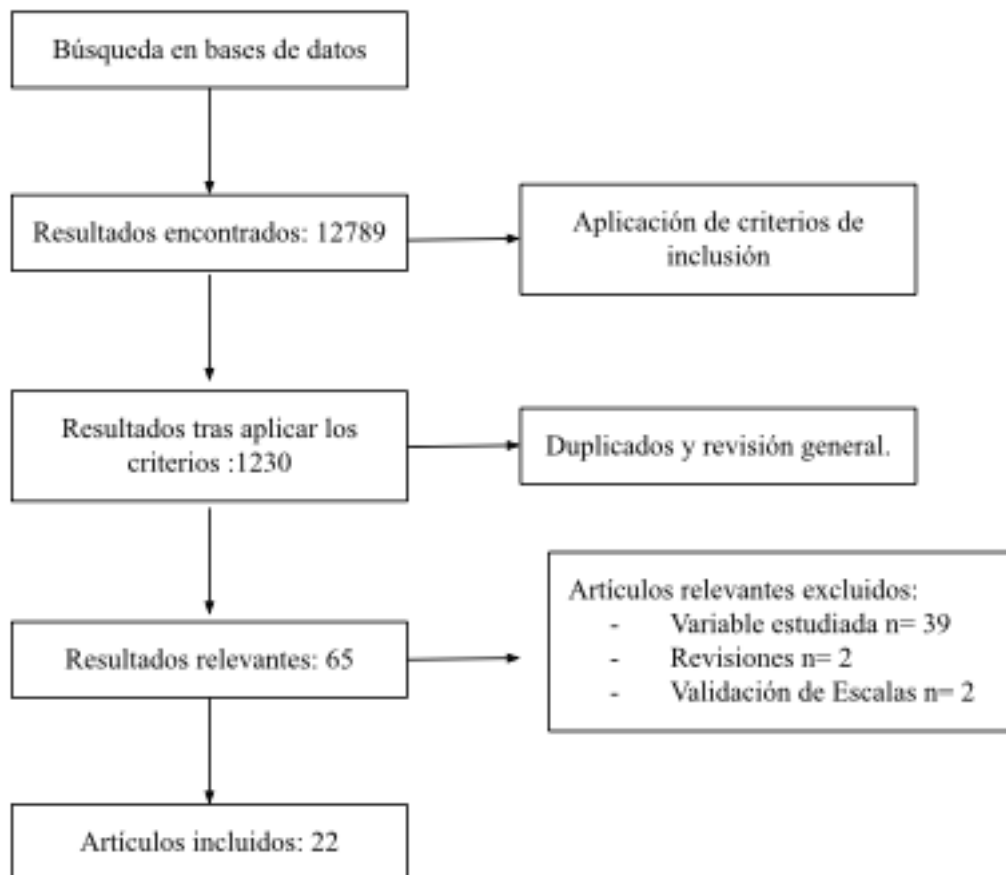 Búsqueda en bases de datos
Resultados encontrados: 12789
Aplicación de criterios de
inclusión
Resultados tras aplicar los
criterios :1230
Duplicados y revisión general.
Resultados relevantes: 65
Artículos relevantes excluidos:
- Variable estudiada n= 39
- Revisiones n= 2
- Validación de Escalas n= 2
Artículos incluidos: 22